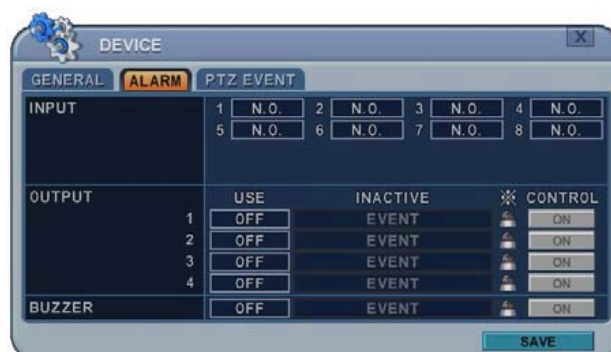 DEVICE
X
GENERAL ALARM PTZ EVENT
INPUT 1 N.O. 2 N.O. 3 N.O. 4 N.O.
5 N.O. 6 N.O. 7 N.O. 8 N.O.
OUTPUT USE INACTIVE CONTROL
1 OFF EVENT ON
2 OFF EVENT ON
3 OFF EVENT ON
4 OFF EVENT ON
BUZZER OFF EVENT ON
SAVE